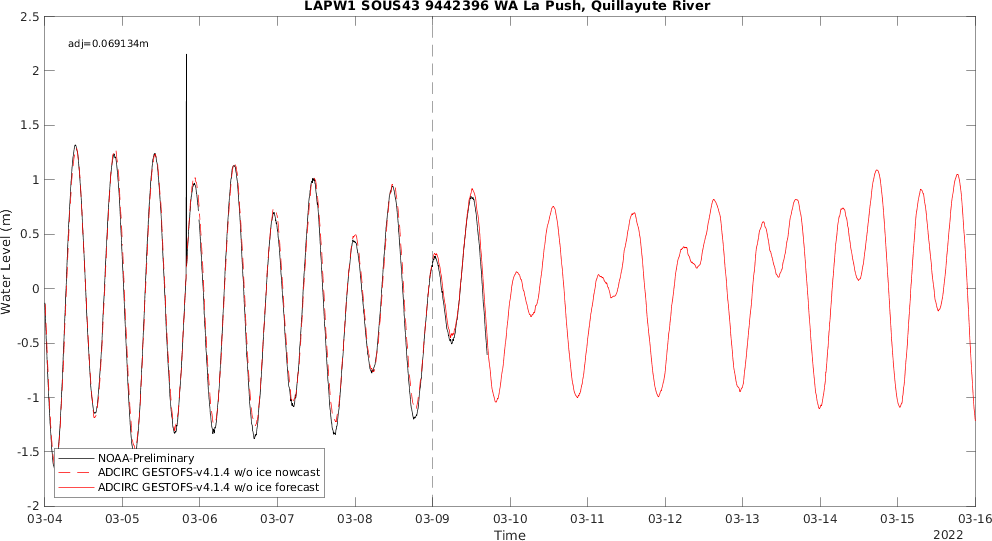 LAPW1 SOUS43 9442396 WA La Push, Quillayute River
2.5
adj=0.069134m
2
1.5
1
0.5
0
-0.5
-1
-1.5
-2
Water Level (m)
NOAA-Preliminary
ADCIRC GESTOFS-v4.1.4 w/o ice nowcast
ADCIRC GESTOFS-v4.1.4 w/o ice forecast
03-04 03-05 03-06 03-07 03-08 03-09 03-10 03-11 03-12 03-13 03-14 03-15 03-16
Time
2022